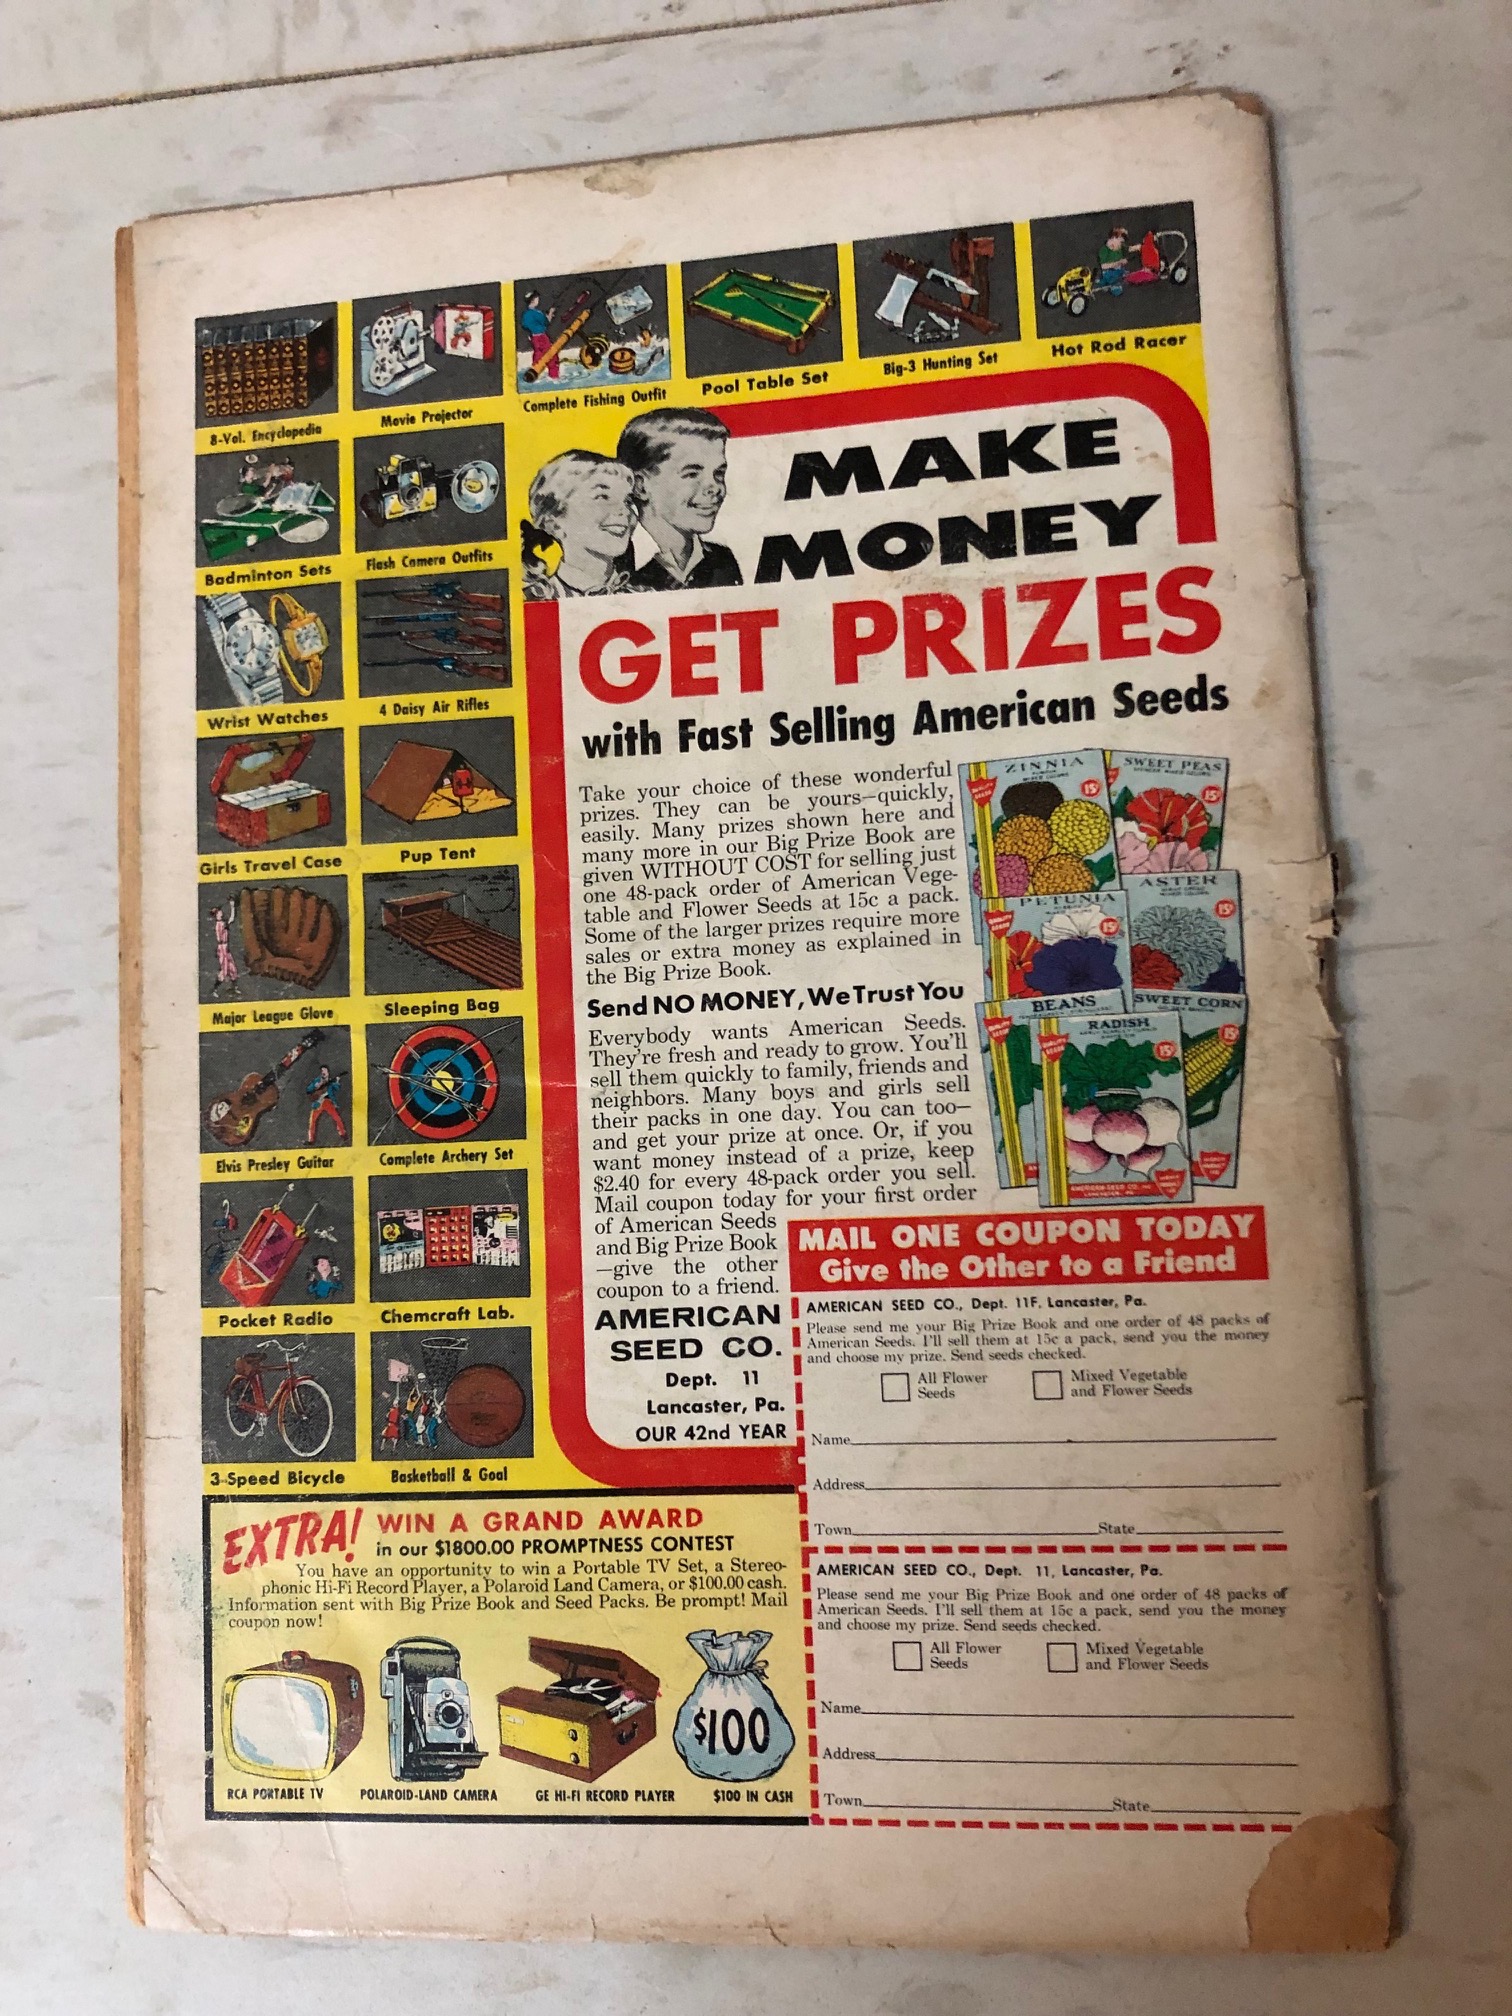 8-Vol. Encyclopedia
Movie Projector
Complete Fishing Outfit
Pool Table Set
Big-3 Hunting Set
Hot Rod Racer
Badminton Sets
Flash Camera Outfits
Wrist Watches
4 Daisy Air Rifles
Girls Travel Case
Pup Tent
Major League Glove
Sleeping Bag
Elvis Presley Guitar
Complete Archery Set
Pocket Radio
Chemcraft Lab.
3-Speed Bicycle
Basketball & Goal
MAKE
MONEY
GET PRIZES
with Fast Selling American Seeds
Take your choice of these wonderful
prizes. They can be yours—quickly,
easily. Many prizes shown here and
many more in our Big Prize Book are
given WITHOUT COST for selling just
one 48-pack order of American Vege-
table and Flower Seeds at 15c a pack.
Some of the larger prizes require more
sales or extra money as explained in
the Big Prize Book.
Send NO MONEY, We Trust You
Everybody wants American Seeds.
They're fresh and ready to grow. You'll
sell them quickly to family, friends and
neighbors. Many boys and girls sell
their packs in one day. You can too—
and get your prize at once. Or, if you
want money instead of a prize, keep
$2.40 for every 48-pack order you sell.
Mail coupon today for your first order
of American Seeds
and Big Prize Book
—give the other
coupon to a friend.
AMERICAN
SEED CO.
Dept. 11
Lancaster, Pa.
OUR 42nd YEAR
ZINNIA
15¢
SWEET PEAS
15¢
PETUNIA
15¢
ASTER
15¢
BEANS
SWEET CORN
15¢
RADISH
15¢
AMERICAN SEED CO.
LANCASTER, PA.
MAIL ONE COUPON TODAY
Give the Other to a Friend
AMERICAN SEED CO., Dept. 11F, Lancaster, Pa.
Please send me your Big Prize Book and one order of 48 packs of
American Seeds. I'll sell them at 15c a pack, send you the money
and choose my prize. Send seeds checked.
All Flower
Seeds
Mixed Vegetable
and Flower Seeds
Name
Address
Town State
AMERICAN SEED CO., Dept. 11, Lancaster, Pa.
Please send me your Big Prize Book and one order of 48 packs of
American Seeds. I'll sell them at 15c a pack, send you the money
and choose my prize. Send seeds checked.
All Flower
Seeds
Mixed Vegetable
and Flower Seeds
Name
Address
Town State
EXTRA! WIN A GRAND AWARD
in our $1800.00 PROMPTNESS CONTEST
You have an opportunity to win a Portable TV Set, a Stereo-
phonic Hi-Fi Record Player, a Polaroid Land Camera, or $100.00 cash.
Information sent with Big Prize Book and Seed Packs. Be prompt! Mail
coupon now!
$100
RCA PORTABLE TV
POLAROID-LAND CAMERA
GE HI-FI RECORD PLAYER
$100 IN CASH